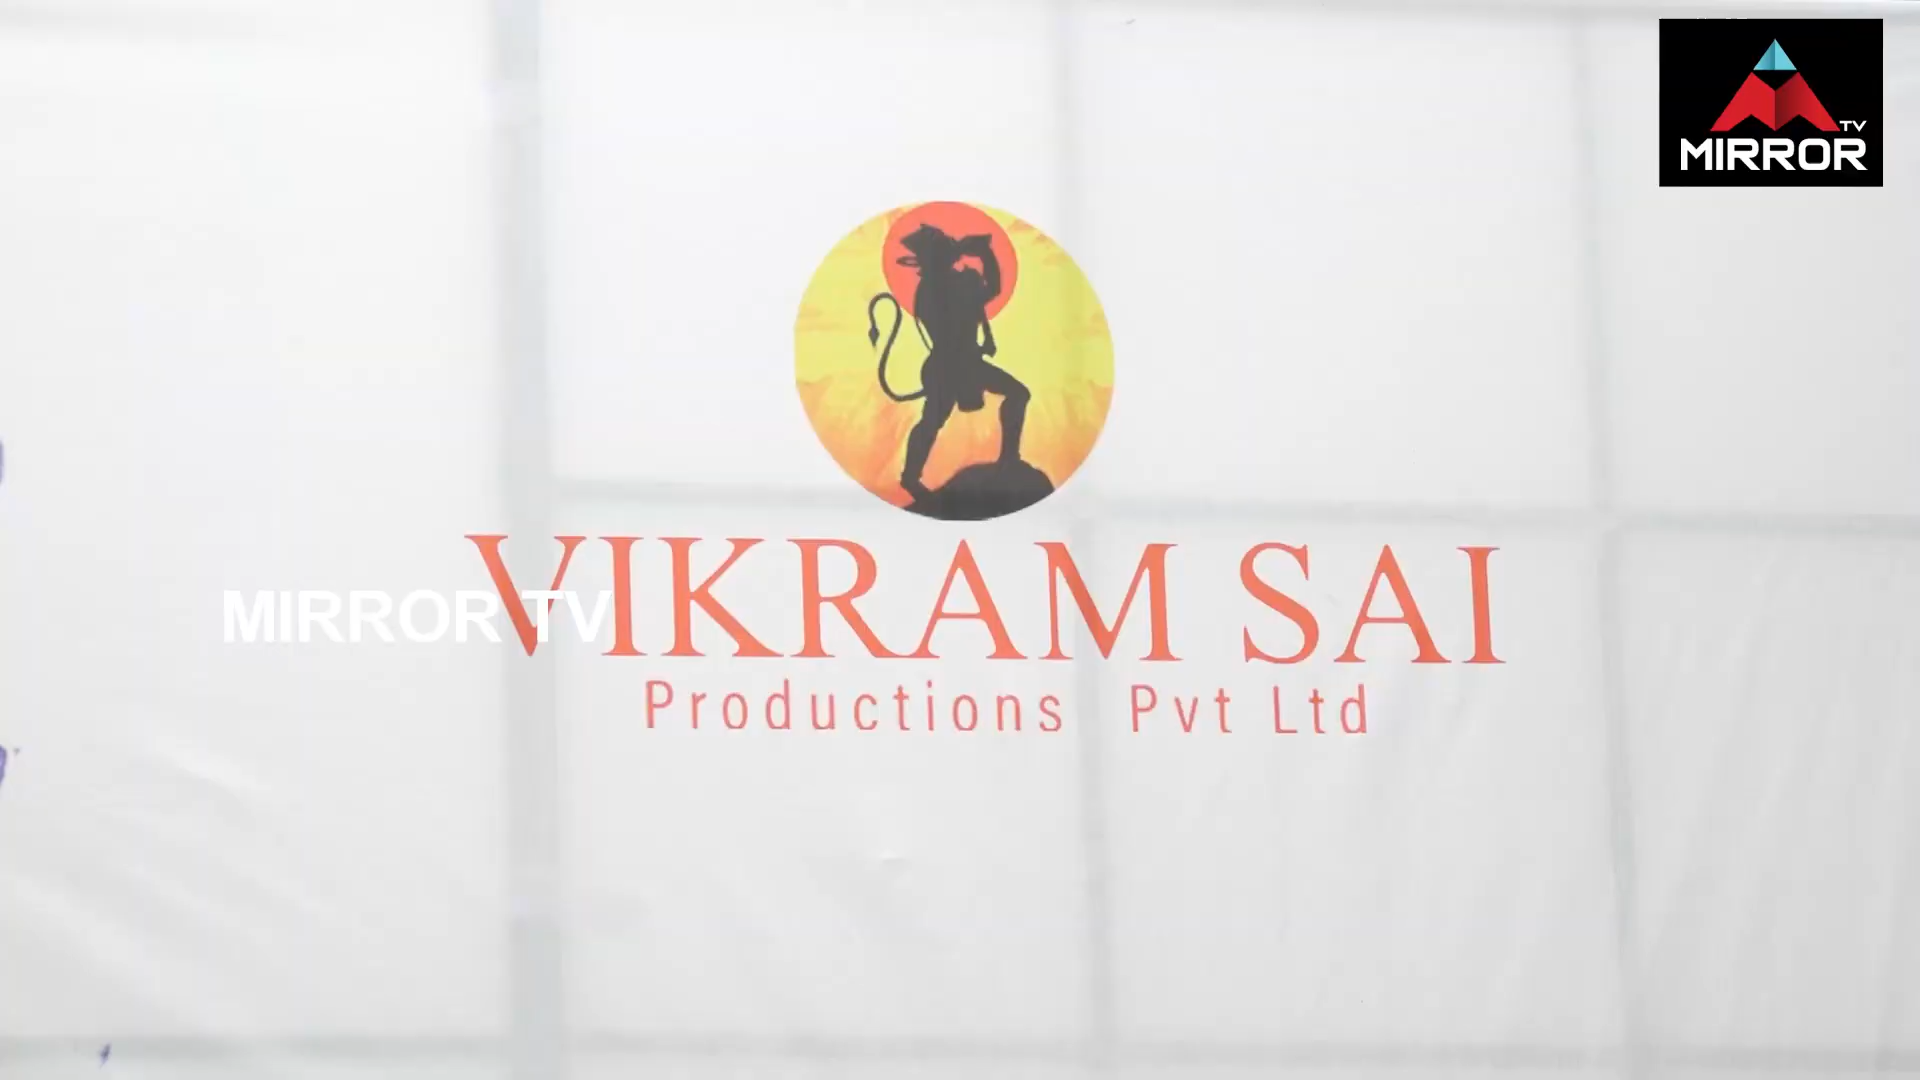 TV
MIRROR
VIKRAM SAI
MIRROR TV
Productions Pvt Ltd